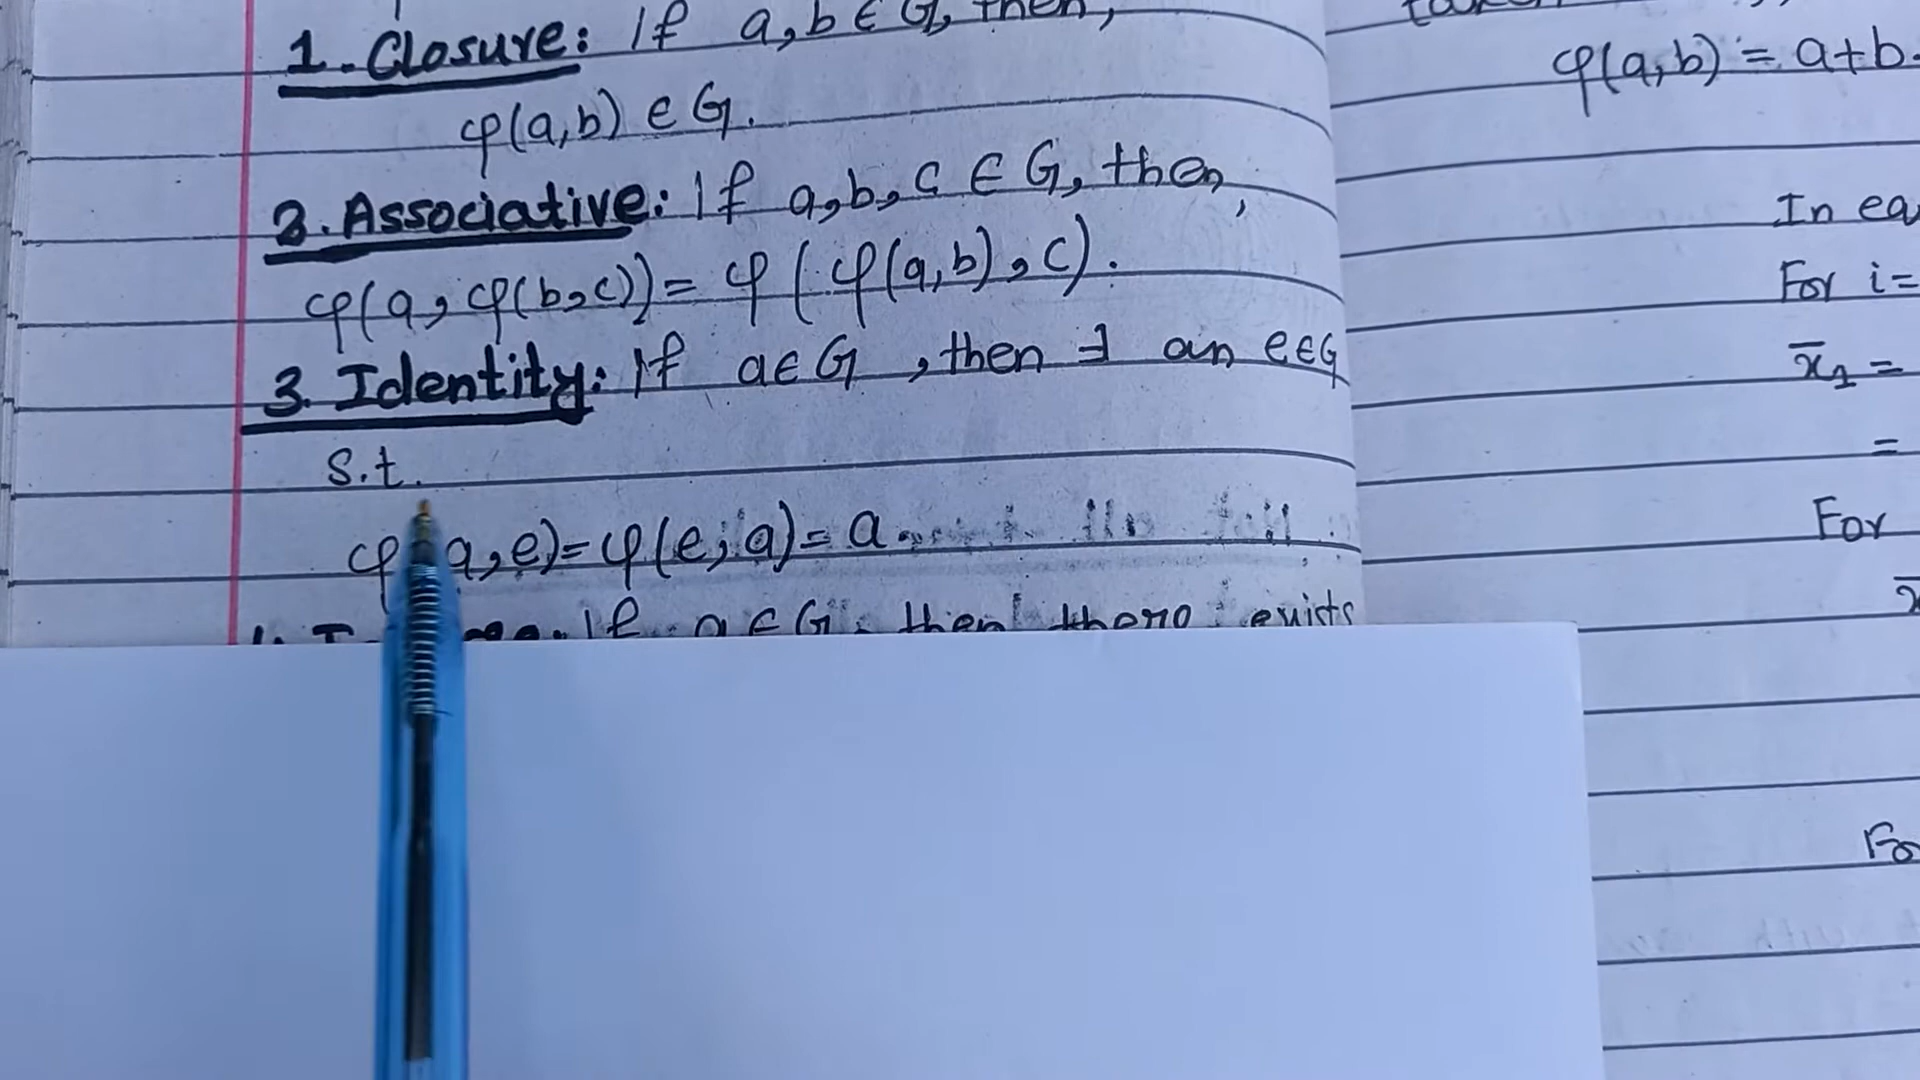 1. Closure: If a,b ∈ G, then,
φ(a,b) ∈ G.
2. Associative: If a,b,c ∈ G, then,
φ(a, φ(b,c)) = φ(φ(a,b),c).
3. Identity: If a∈G, then ∃ an e∈G
s.t.
φ(a,e)=φ(e,a)=a.
If a∈G, then there exists
φ(a,b) = a+b.
In ea
For i=
x̄₁ =
=
For
x̄
Fo